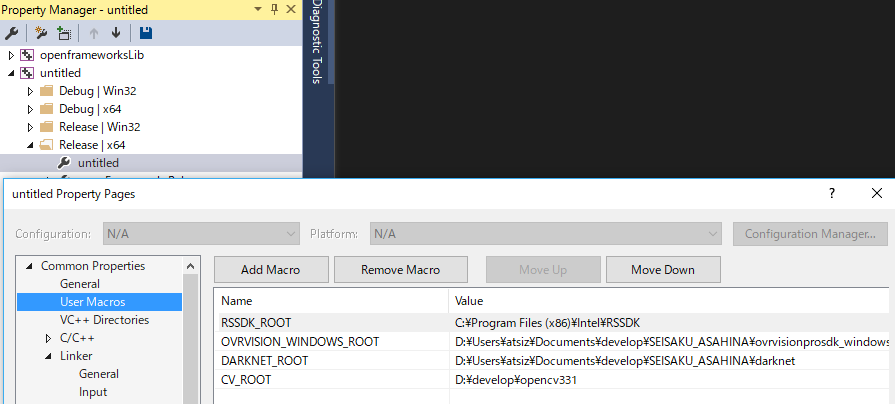 Property Manager - untitled
Diagnostic Tools
openframeworksLib
untitled
Debug | Win32
Debug | x64
Release | Win32
Release | x64
untitled
untitled Property Pages
Configuration: N/A Platform: N/A Configuration Manager...
Common Properties
General
User Macros
VC++ Directories
C/C++
Linker
General
Input
Add Macro Remove Macro Move Up Move Down
Name Value
RSSDK_ROOT C:¥Program Files (x86)¥Intel¥RSSDK
OVRVISION_WINDOWS_ROOT D:¥Users¥atsiz¥Documents¥develop¥SEISAKU_ASAHINA¥ovrvisionprosdk_windows
DARKNET_ROOT D:¥Users¥atsiz¥Documents¥develop¥SEISAKU_ASAHINA¥darknet
CV_ROOT D:¥develop¥opencv331